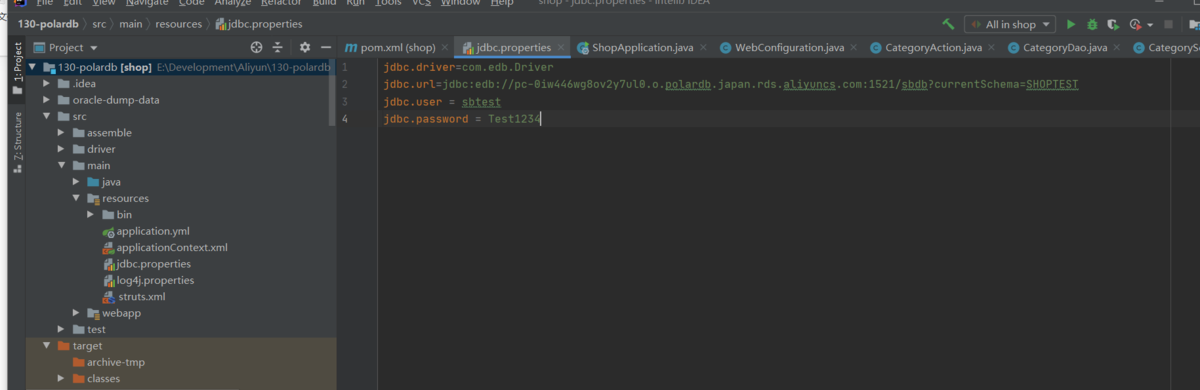 文
File Edit View Navigate Code Analyze Refactor Build Run Tools VCS Window Help shop - jdbc.properties - IntelliJ IDEA
130-polardb src main resources jdbc.properties All in shop
Project pom.xml (shop) jdbc.properties ShopApplication.java WebConfiguration.java CategoryAction.java CategoryDao.java CategoryS
1: Project
Z: Structure
130-polardb [shop] E:\Development\Aliyun\130-polardb
.idea
oracle-dump-data
src
assemble
driver
main
java
resources
bin
application.yml
applicationContext.xml
jdbc.properties
log4j.properties
struts.xml
webapp
test
target
archive-tmp
classes
1 jdbc.driver=com.edb.Driver
2 jdbc.url=jdbc:edb://pc-0iw446wg8ov2y7ul0.o.polardb.japan.rds.aliyuncs.com:1521/sbdb?currentSchema=SHOPTEST
3 jdbc.user = sbtest
4 jdbc.password = Test1234